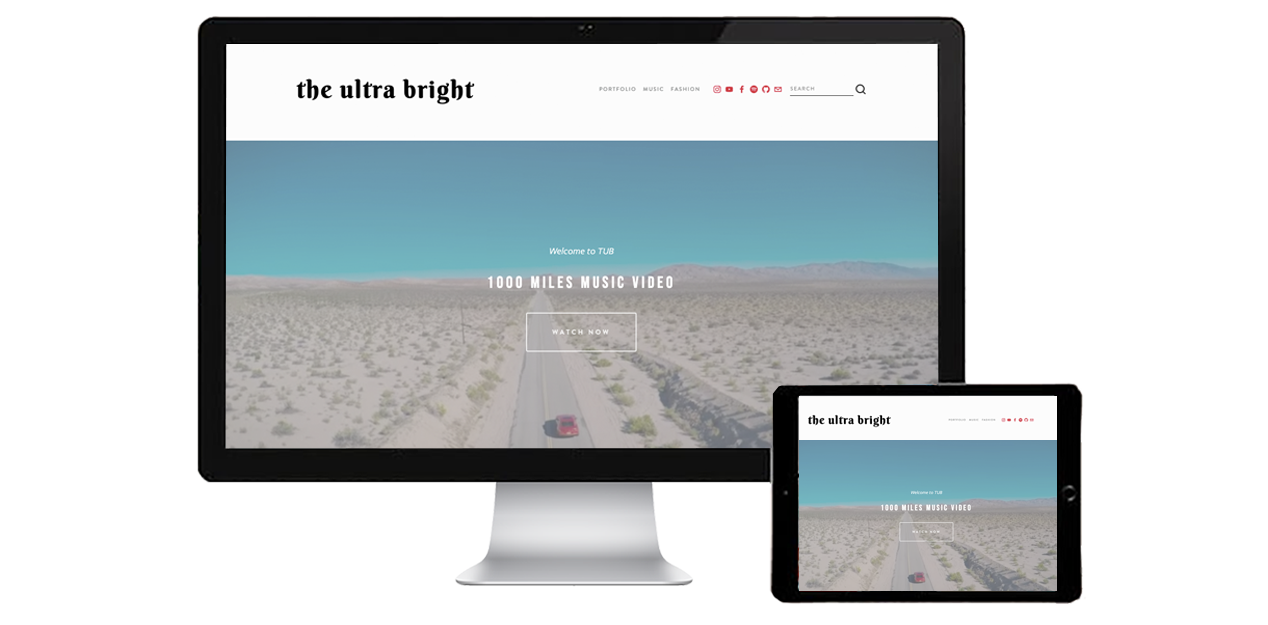 the ultra bright
PORTFOLIO MUSIC FASHION SEARCH
Welcome to TUB
1000 MILES MUSIC VIDEO
WATCH NOW
the ultra bright
PORTFOLIO MUSIC FASHION
Welcome to TUB
1000 MILES MUSIC VIDEO
WATCH NOW